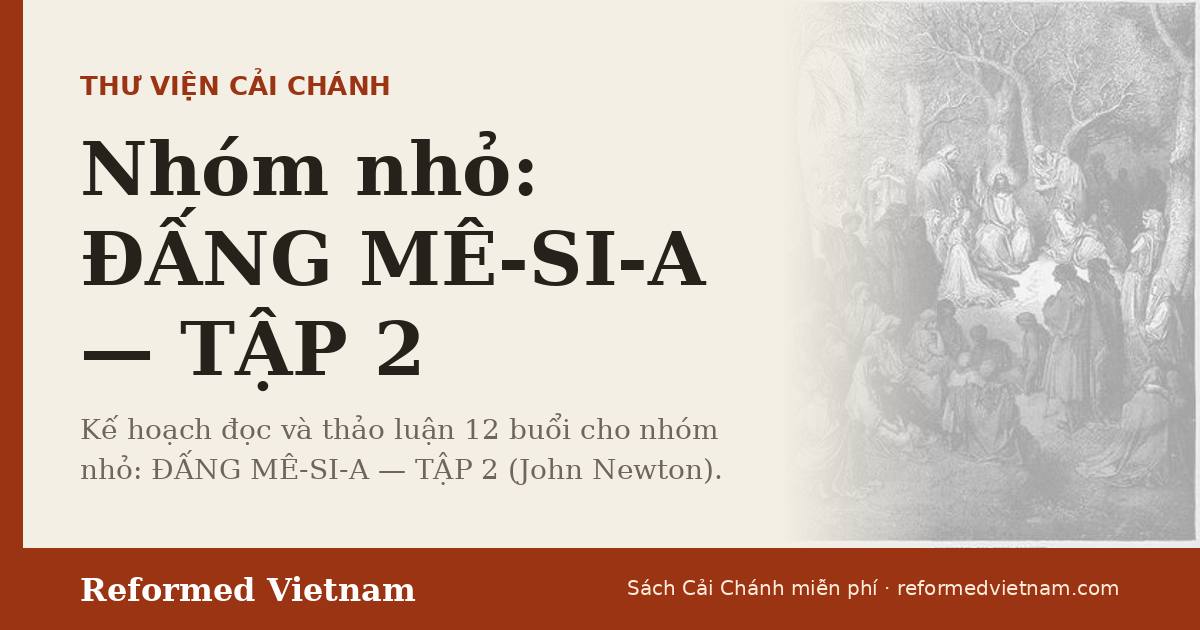 THƯ VIỆN CẢI CHÁNH
Nhóm nhỏ:
ĐẤNG MÊ-SI-A
— TẬP 2
Kế hoạch đọc và thảo luận 12 buổi cho nhóm
nhỏ: ĐẤNG MÊ-SI-A — TẬP 2 (John Newton).
Reformed Vietnam
Sách Cải Chánh miễn phí · reformedvietnam.com